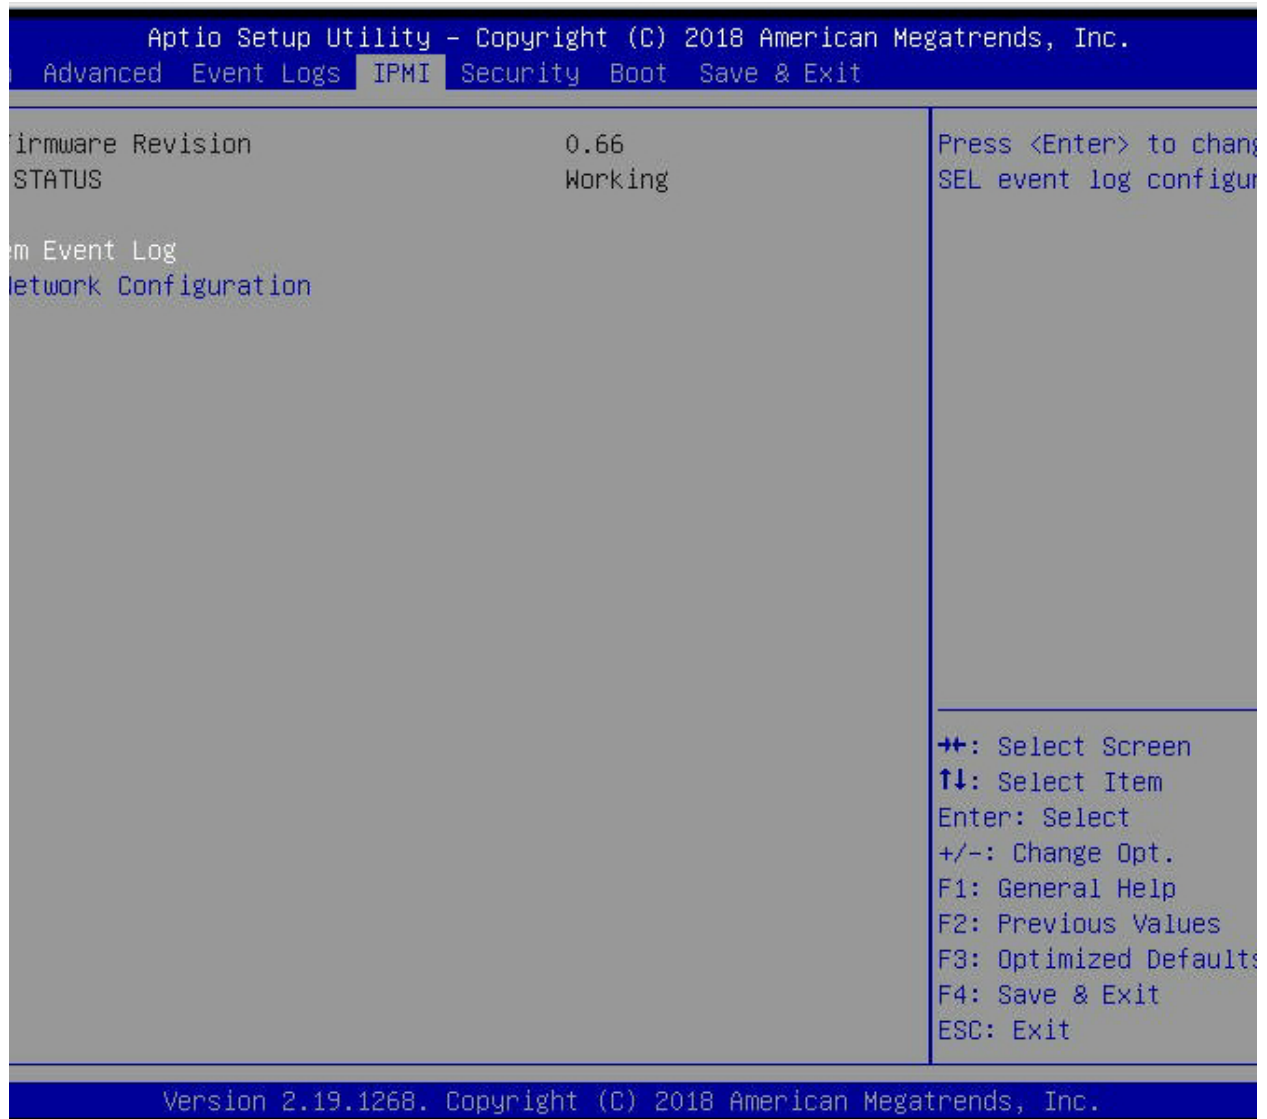 Aptio Setup Utility – Copyright (C) 2018 American Megatrends, Inc.
Advanced Event Logs IPMI Security Boot Save & Exit
irmware Revision 0.66
STATUS Working
em Event Log
etwork Configuration
Press <Enter> to chang
SEL event log configur
→←: Select Screen
↑↓: Select Item
Enter: Select
+/-: Change Opt.
F1: General Help
F2: Previous Values
F3: Optimized Defaults
F4: Save & Exit
ESC: Exit
Version 2.19.1268. Copyright (C) 2018 American Megatrends, Inc.